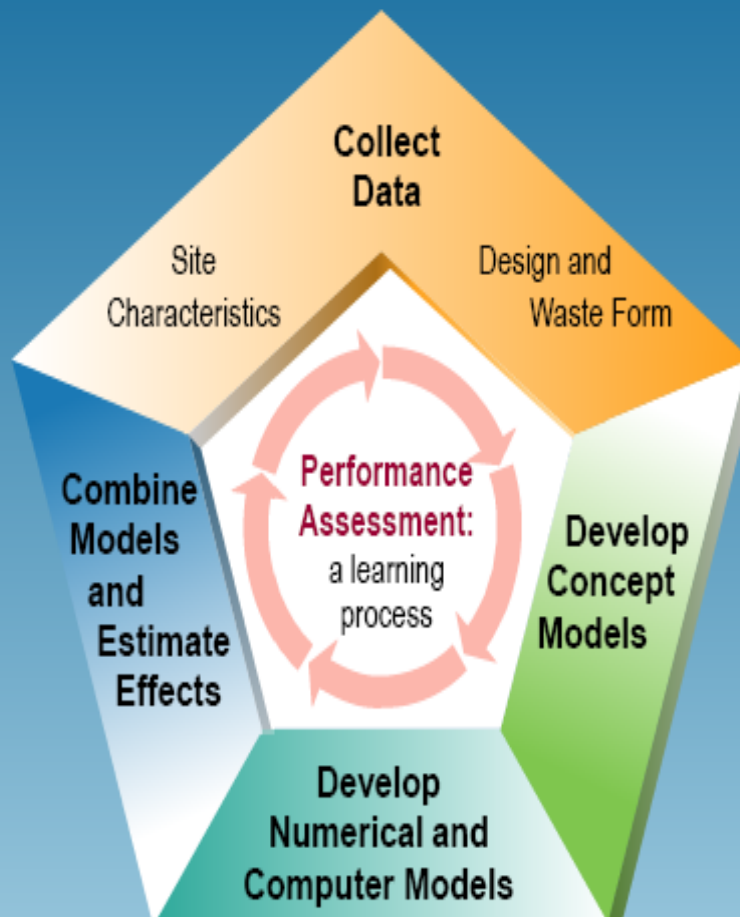 Collect
Data
Site
Characteristics
Design and
Waste Form
Performance
Assessment:
a learning
process
Develop
Concept
Models
Develop
Numerical and
Computer Models
Combine
Models
and
Estimate
Effects